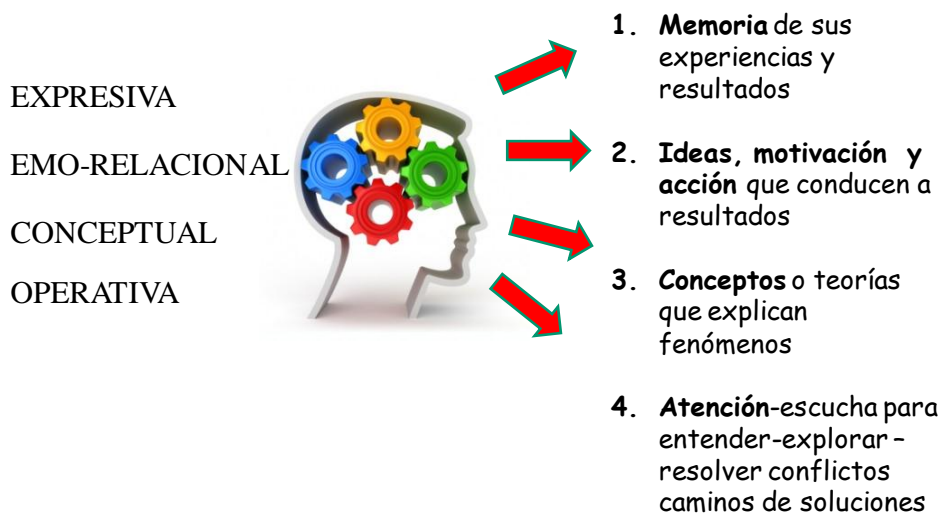 EXPRESIVA
EMO-RELACIONAL
CONCEPTUAL
OPERATIVA
1. Memoria de sus
experiencias y
resultados
2. Ideas, motivación y
acción que conducen a
resultados
3. Conceptos o teorías
que explican
fenómenos
4. Atención-escucha para
entender-explorar –
resolver conflictos
caminos de soluciones